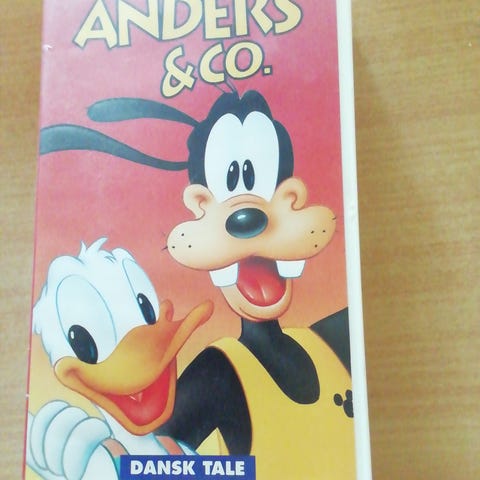 ANDERS
& CO.
DANSK TALE